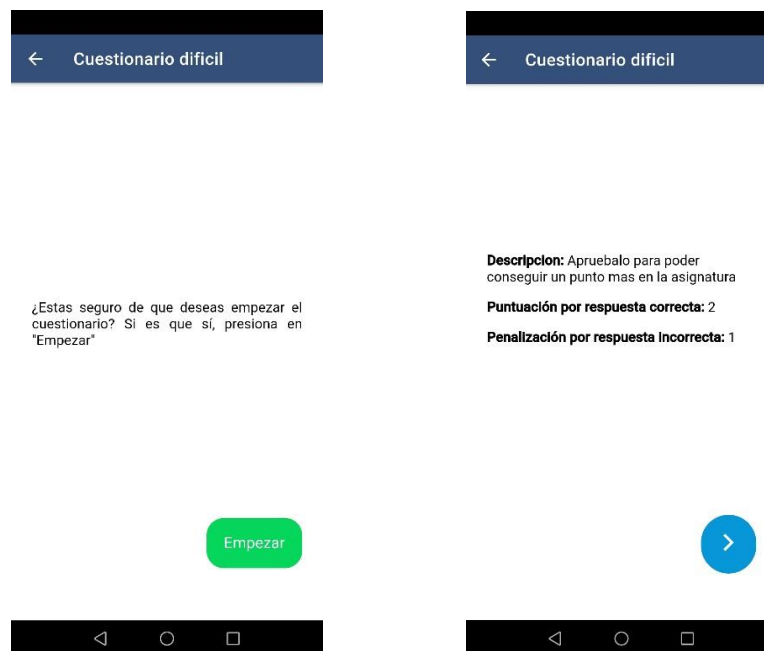 Cuestionario dificil
¿Estas seguro de que deseas empezar el
cuestionario? Si es que sí, presiona en
"Empezar"
Empezar
Cuestionario dificil
Descripcion: Apruebalo para poder
conseguir un punto mas en la asignatura
Puntuación por respuesta correcta: 2
Penalización por respuesta incorrecta: 1